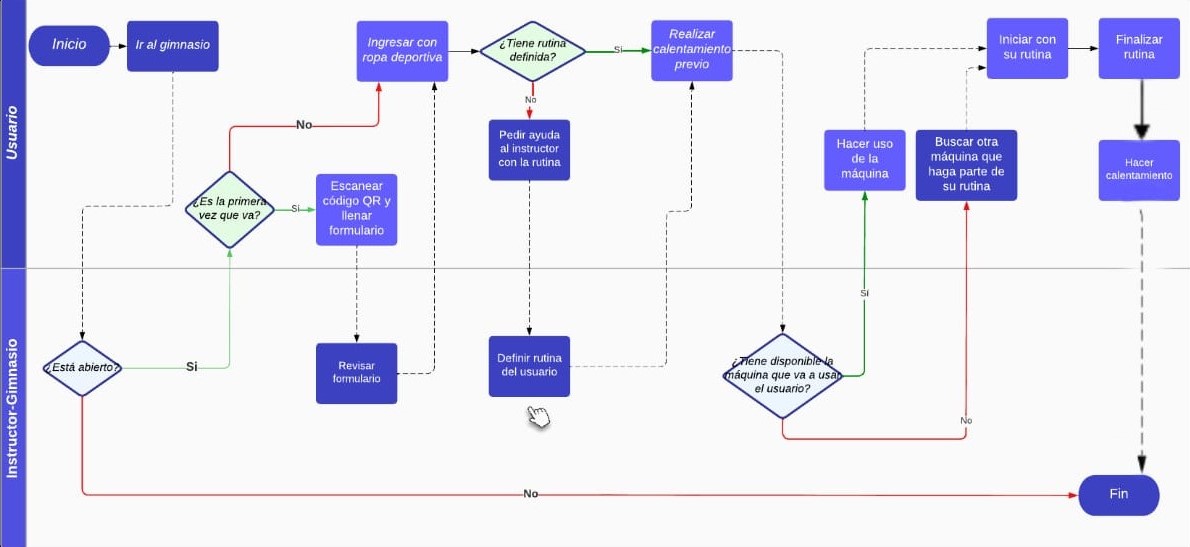 Usuario
Inicio
Ir al gimnasio
Ingresar con
ropa deportiva
¿Tiene rutina
definida?
Si
No
Realizar
calentamiento
previo
Iniciar con
su rutina
Finalizar
rutina
No
Pedir ayuda
al instructor
con la rutina
Hacer uso
de la
máquina
Buscar otra
máquina que
haga parte de
su rutina
Hacer
calentamiento
¿Es la primera
vez que va?
Si
Escanear
código QR y
llenar
formulario
Instructor-Gimnasio
¿Está abierto?
Si
Revisar
formulario
Definir rutina
del usuario
¿Tiene disponible la
máquina que va a usar
el usuario?
Sí
No
No
Fin